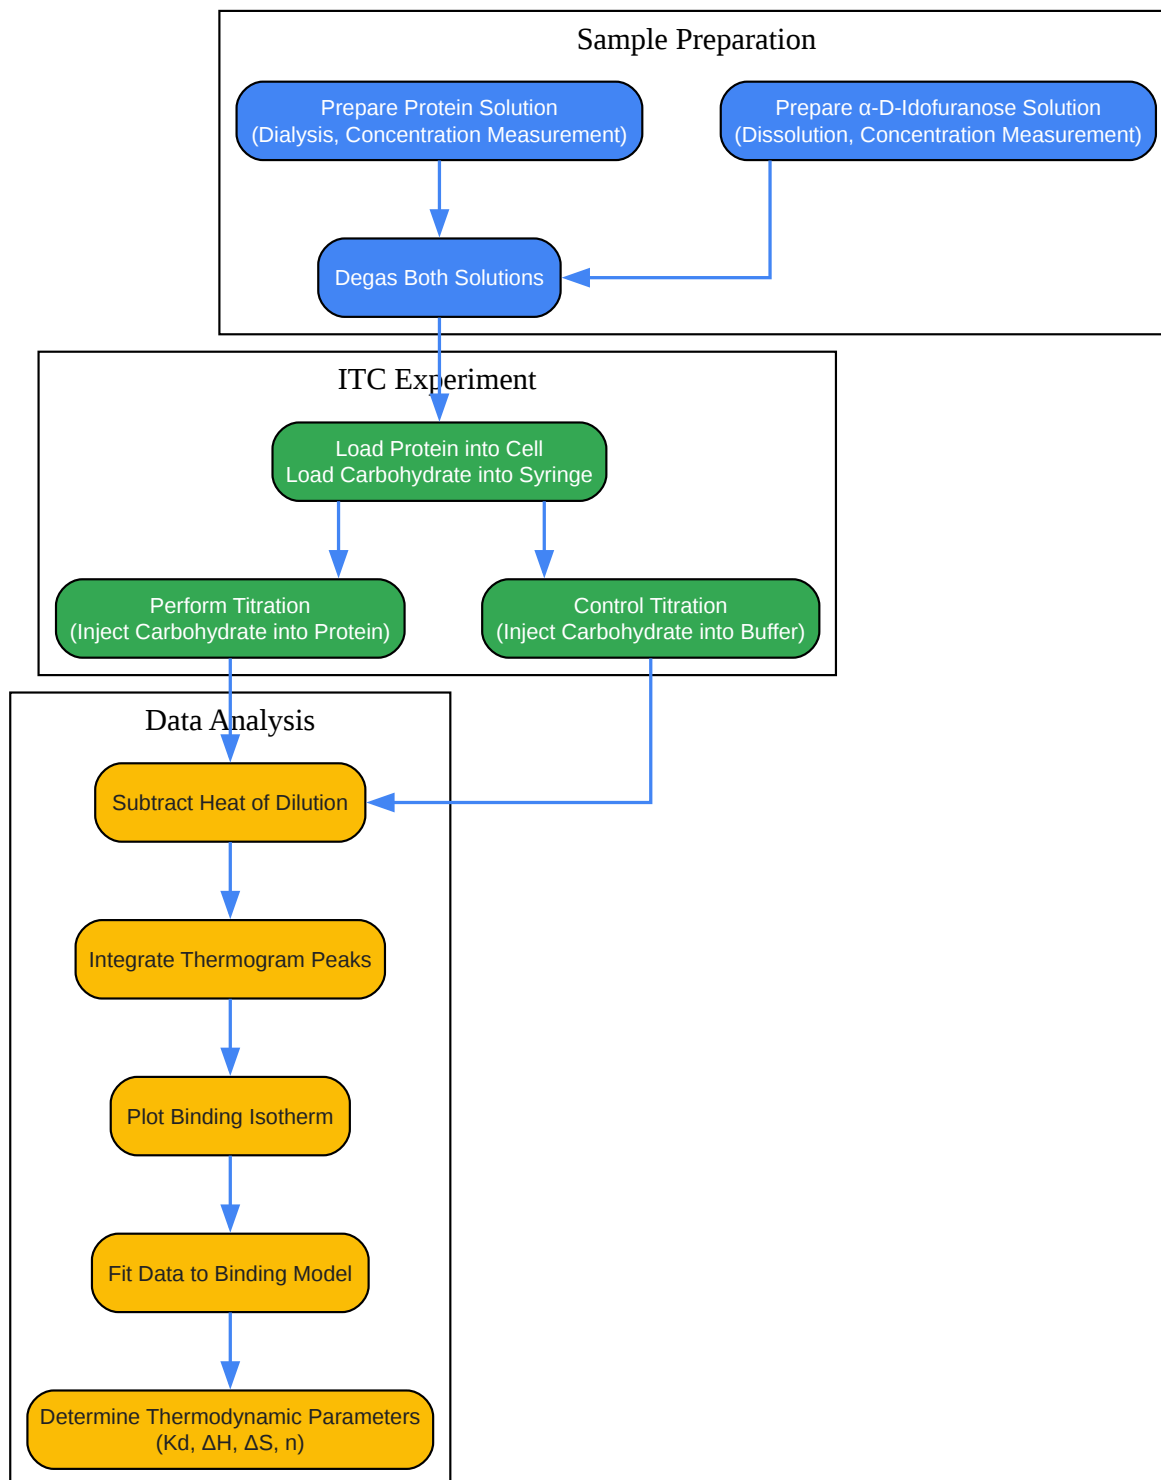 Sample Preparation
Prepare Protein Solution
(Dialysis, Concentration Measurement)
Prepare α-D-Idofuranose Solution
(Dissolution, Concentration Measurement)
Degas Both Solutions
ITC Experiment
Load Protein into Cell
Load Carbohydrate into Syringe
Perform Titration
(Inject Carbohydrate into Protein)
Control Titration
(Inject Carbohydrate into Buffer)
Data Analysis
Subtract Heat of Dilution
Integrate Thermogram Peaks
Plot Binding Isotherm
Fit Data to Binding Model
Determine Thermodynamic Parameters
(Kd, ΔH, ΔS, n)